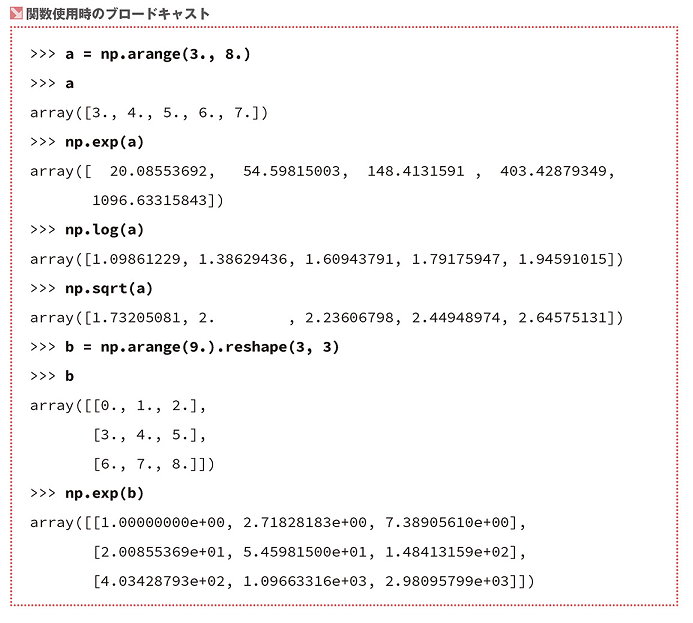 関数使用時のブロードキャスト
>>> a = np.arange(3., 8.)
>>> a
array([3., 4., 5., 6., 7.])
>>> np.exp(a)
array([  20.08553692,   54.59815003,  148.4131591 ,  403.42879349,
       1096.63315843])
>>> np.log(a)
array([1.09861229, 1.38629436, 1.60943791, 1.79175947, 1.94591015])
>>> np.sqrt(a)
array([1.73205081, 2.        , 2.23606798, 2.44948974, 2.64575131])
>>> b = np.arange(9.).reshape(3, 3)
>>> b
array([[0., 1., 2.],
       [3., 4., 5.],
       [6., 7., 8.]])
>>> np.exp(b)
array([[1.00000000e+00, 2.71828183e+00, 7.38905610e+00],
       [2.00855369e+01, 5.45981500e+01, 1.48413159e+02],
       [4.03428793e+02, 1.09663316e+03, 2.98095799e+03]])